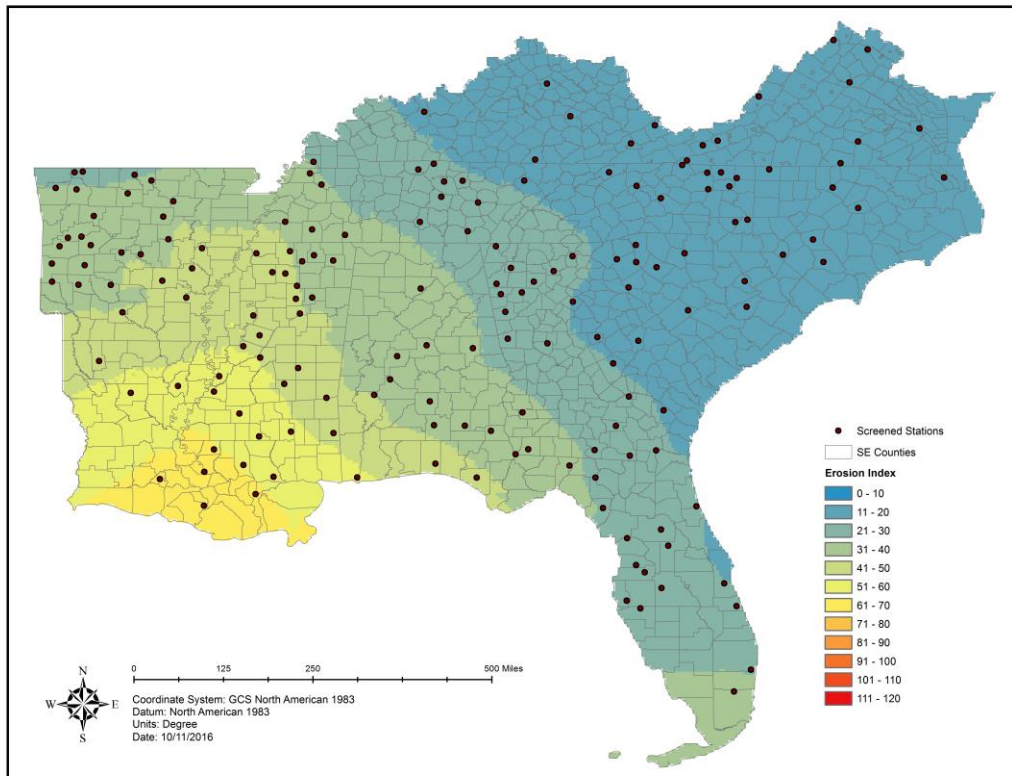 Screened Stations
SE Counties
Erosion Index
0 - 10
11 - 20
21 - 30
31 - 40
41 - 50
51 - 60
61 - 70
71 - 80
81 - 90
91 - 100
101 - 110
111 - 120
0 125 250 500 Miles
N
W E
S
Coordinate System: GCS North American 1983
Datum: North American 1983
Units: Degree
Date: 10/11/2016